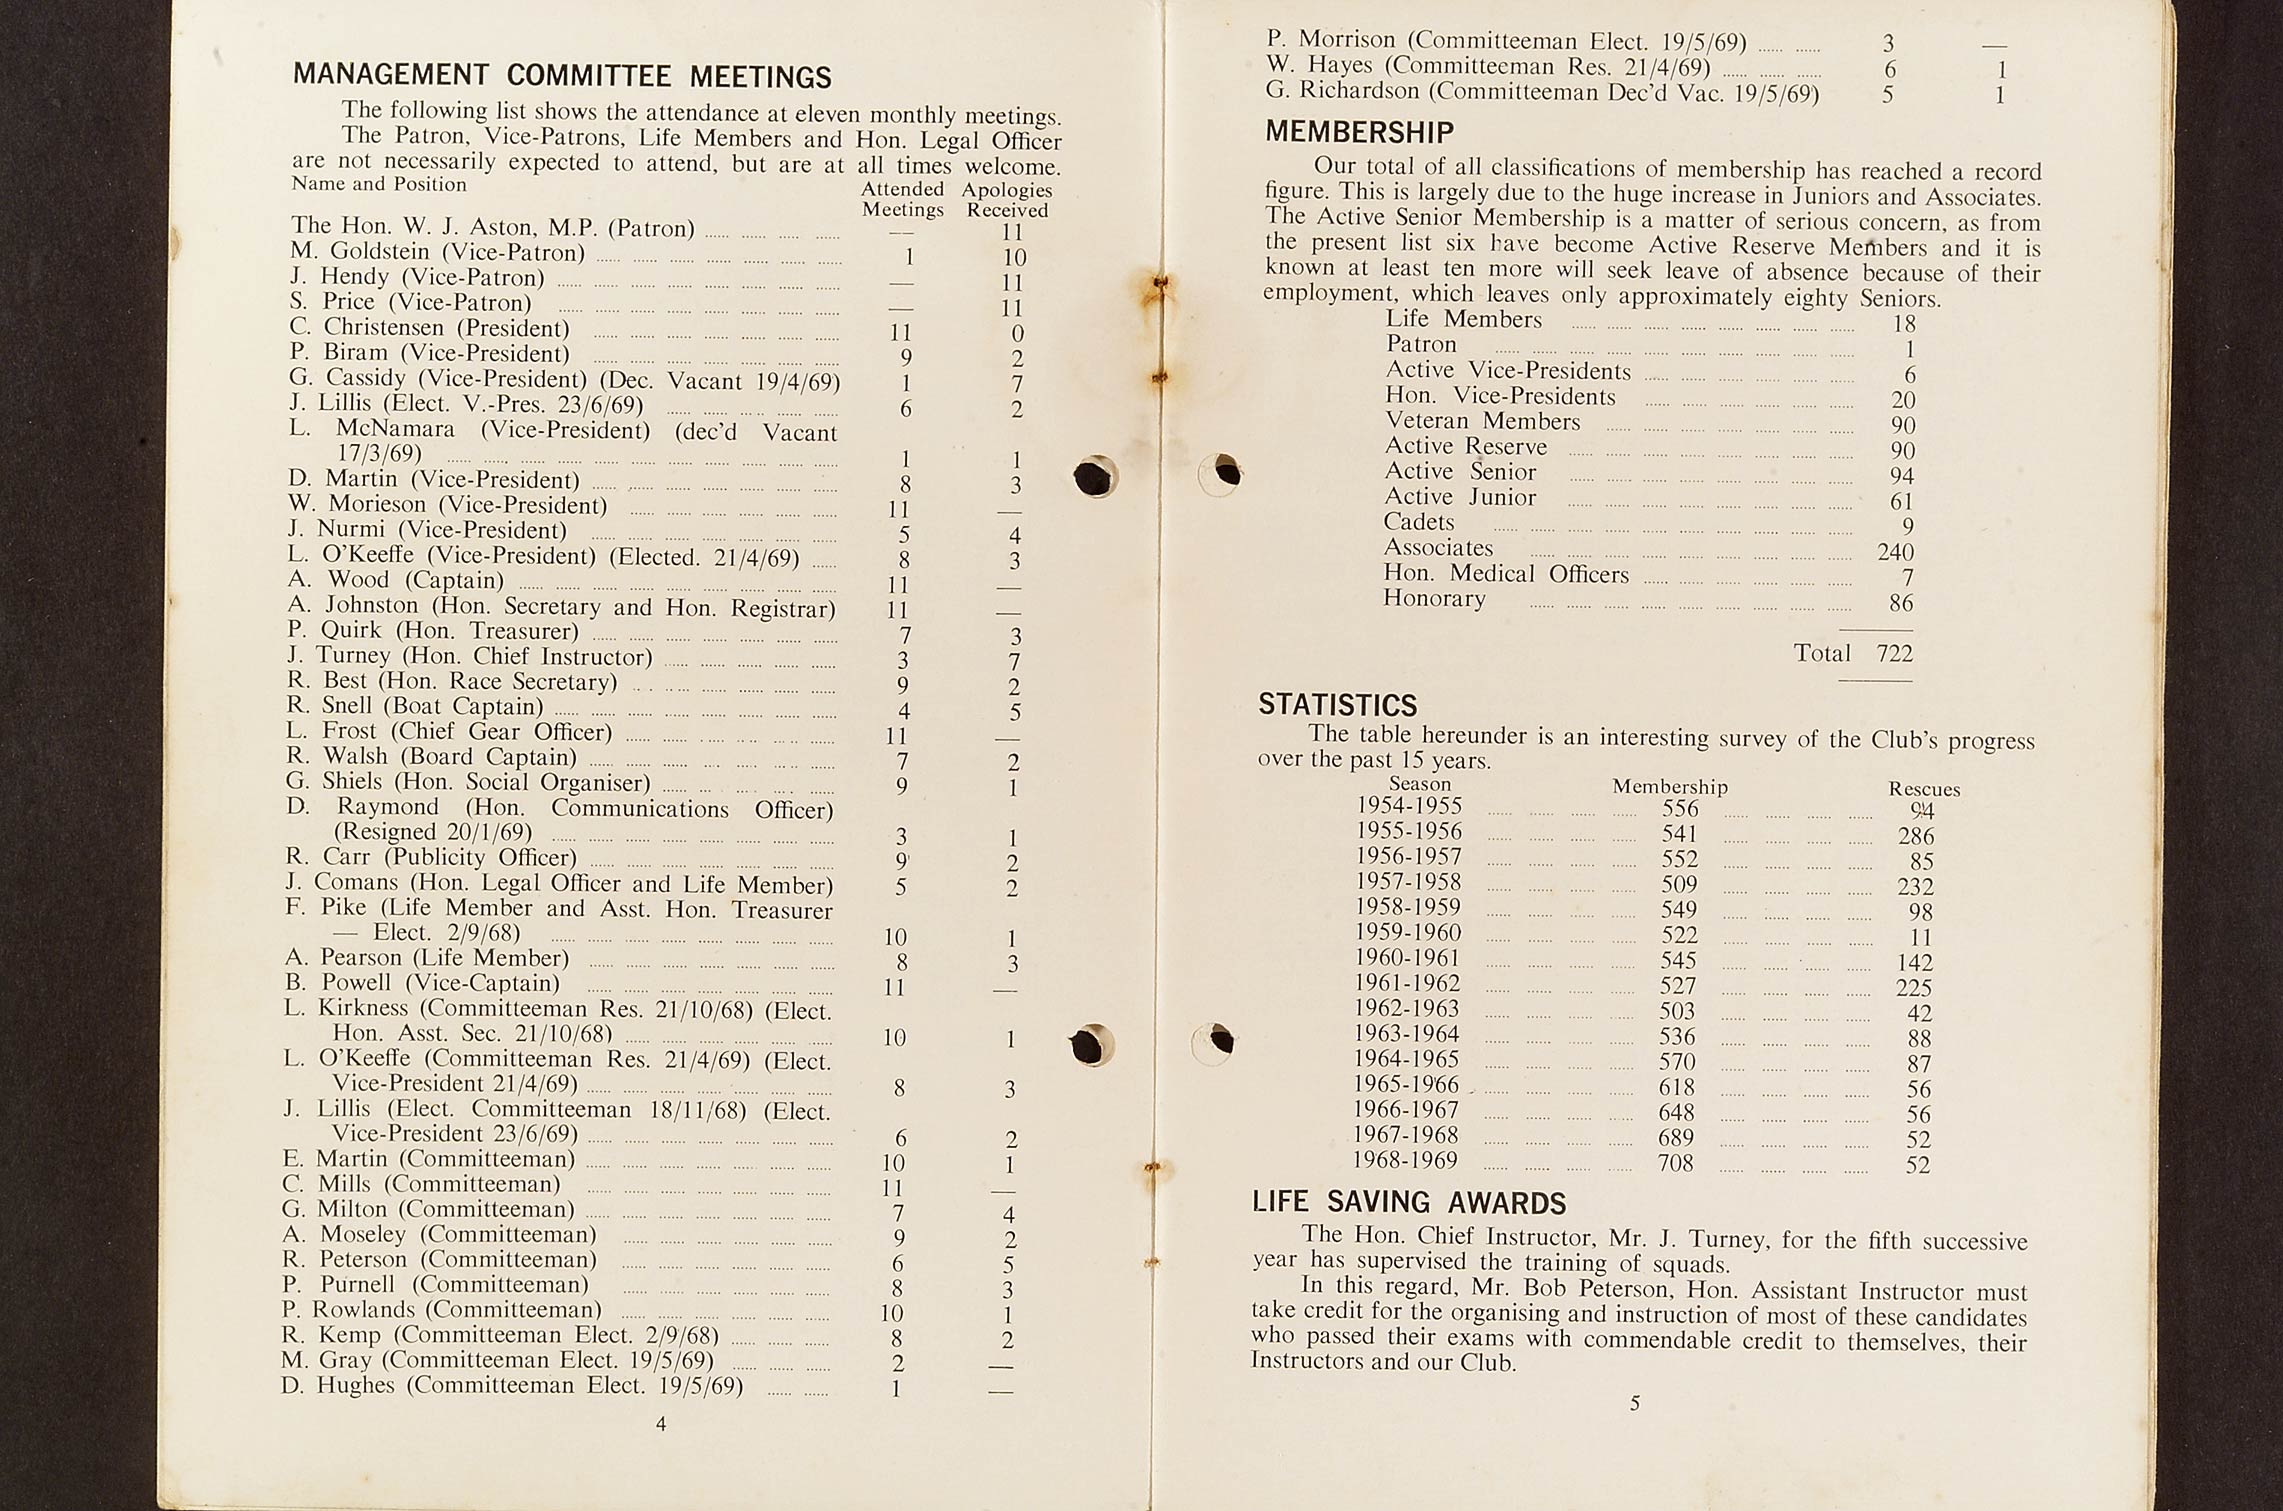 MANAGEMENT COMMITTEE MEETINGS
The following list shows the attendance at eleven monthly meetings.
The Patron, Vice-Patrons, Life Members and Hon. Legal Officer
are not necessarily expected to attend, but are at all times welcome.
Name and Position Attended Apologies
Meetings Received
The Hon. W. J. Aston, M.P. (Patron) — 11
M. Goldstein (Vice-Patron) 1 10
J. Hendy (Vice-Patron) — 11
S. Price (Vice-Patron) — 11
C. Christensen (President) 11 0
P. Biram (Vice-President) 9 2
G. Cassidy (Vice-President) (Dec. Vacant 19/4/69) 1 7
J. Lillis (Elect. V.-Pres. 23/6/69) 6 2
L. McNamara (Vice-President) (dec'd Vacant
17/3/69) 1 1
D. Martin (Vice-President) 8 3
W. Morieson (Vice-President) 11 —
J. Nurmi (Vice-President) 5 4
L. O'Keeffe (Vice-President) (Elected. 21/4/69) 8 3
A. Wood (Captain) 11 —
A. Johnston (Hon. Secretary and Hon. Registrar) 11 —
P. Quirk (Hon. Treasurer) 7 3
J. Turney (Hon. Chief Instructor) 3 7
R. Best (Hon. Race Secretary) 9 2
R. Snell (Boat Captain) 4 5
L. Frost (Chief Gear Officer) 11 —
R. Walsh (Board Captain) 7 2
G. Shiels (Hon. Social Organiser) 9 1
D. Raymond (Hon. Communications Officer)
(Resigned 20/1/69) 3 1
R. Carr (Publicity Officer) 9 2
J. Comans (Hon. Legal Officer and Life Member) 5 2
F. Pike (Life Member and Asst. Hon. Treasurer
— Elect. 2/9/68) 10 1
A. Pearson (Life Member) 8 3
B. Powell (Vice-Captain) 11 —
L. Kirkness (Committeeman Res. 21/10/68) (Elect.
Hon. Asst. Sec. 21/10/68) 10 1
L. O'Keeffe (Committeeman Res. 21/4/69) (Elect.
Vice-President 21/4/69) 8 3
J. Lillis (Elect. Committeeman 18/11/68) (Elect.
Vice-President 23/6/69) 6 2
E. Martin (Committeeman) 10 1
C. Mills (Committeeman) 11 —
G. Milton (Committeeman) 7 4
A. Moseley (Committeeman) 9 2
R. Peterson (Committeeman) 6 5
P. Purnell (Committeeman) 8 3
P. Rowlands (Committeeman) 10 1
R. Kemp (Committeeman Elect. 2/9/68) 8 2
M. Gray (Committeeman Elect. 19/5/69) 2 —
D. Hughes (Committeeman Elect. 19/5/69) 1 —
4
P. Morrison (Committeeman Elect. 19/5/69) 3 —
W. Hayes (Committeeman Res. 21/4/69) 6 1
G. Richardson (Committeeman Dec'd Vac. 19/5/69) 5 1
MEMBERSHIP
Our total of all classifications of membership has reached a record
figure. This is largely due to the huge increase in Juniors and Associates.
The Active Senior Membership is a matter of serious concern, as from
the present list six have become Active Reserve Members and it is
known at least ten more will seek leave of absence because of their
employment, which leaves only approximately eighty Seniors.
Life Members 18
Patron 1
Active Vice-Presidents 6
Hon. Vice-Presidents 20
Veteran Members 90
Active Reserve 90
Active Senior 94
Active Junior 61
Cadets 9
Associates 240
Hon. Medical Officers 7
Honorary 86
Total 722
STATISTICS
The table hereunder is an interesting survey of the Club's progress
over the past 15 years.
Season Membership Rescues
1954-1955 556 94
1955-1956 541 286
1956-1957 552 85
1957-1958 509 232
1958-1959 549 98
1959-1960 522 11
1960-1961 545 142
1961-1962 527 225
1962-1963 503 42
1963-1964 536 88
1964-1965 570 87
1965-1966 618 56
1966-1967 648 56
1967-1968 689 52
1968-1969 708 52
LIFE SAVING AWARDS
The Hon. Chief Instructor, Mr. J. Turney, for the fifth successive
year has supervised the training of squads.
In this regard, Mr. Bob Peterson, Hon. Assistant Instructor must
take credit for the organising and instruction of most of these candidates
who passed their exams with commendable credit to themselves, their
Instructors and our Club.
5